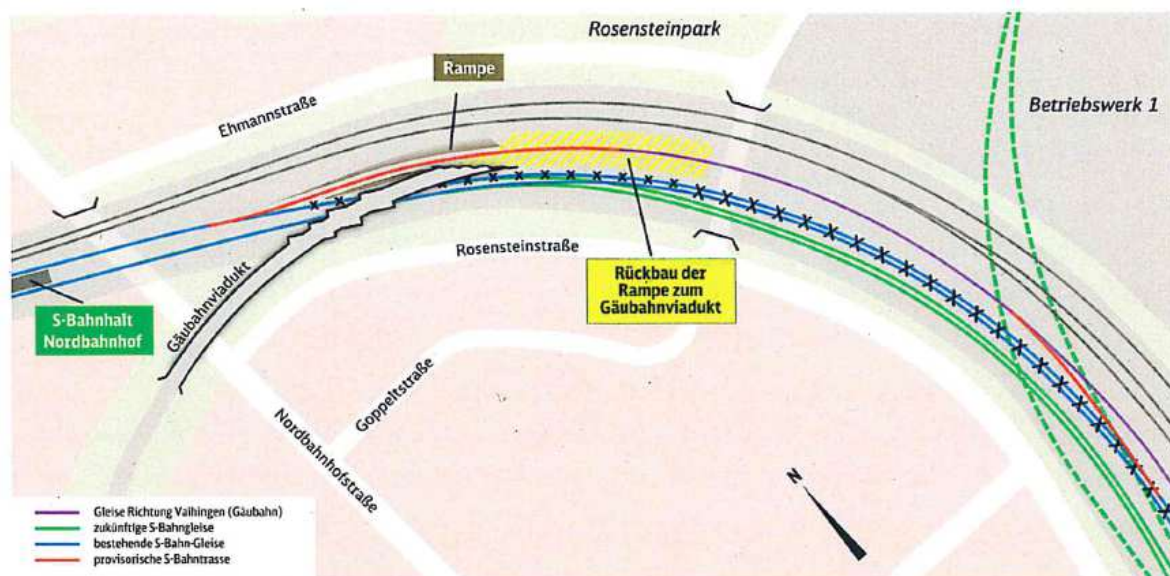 Rosensteinpark
Rampe
Ehmannstraße
Betriebswerk 1
Rosensteinstraße
Rückbau der
Rampe zum
Gäubahnviadukt
Gäubahnviadukt
S-Bahnhalt
Nordbahnhof
Goppeltstraße
Nordbahnhofstraße
N
Gleise Richtung Vaihingen (Gäubahn)
zukünftige S-Bahngleise
bestehende S-Bahn-Gleise
provisorische S-Bahntrasse